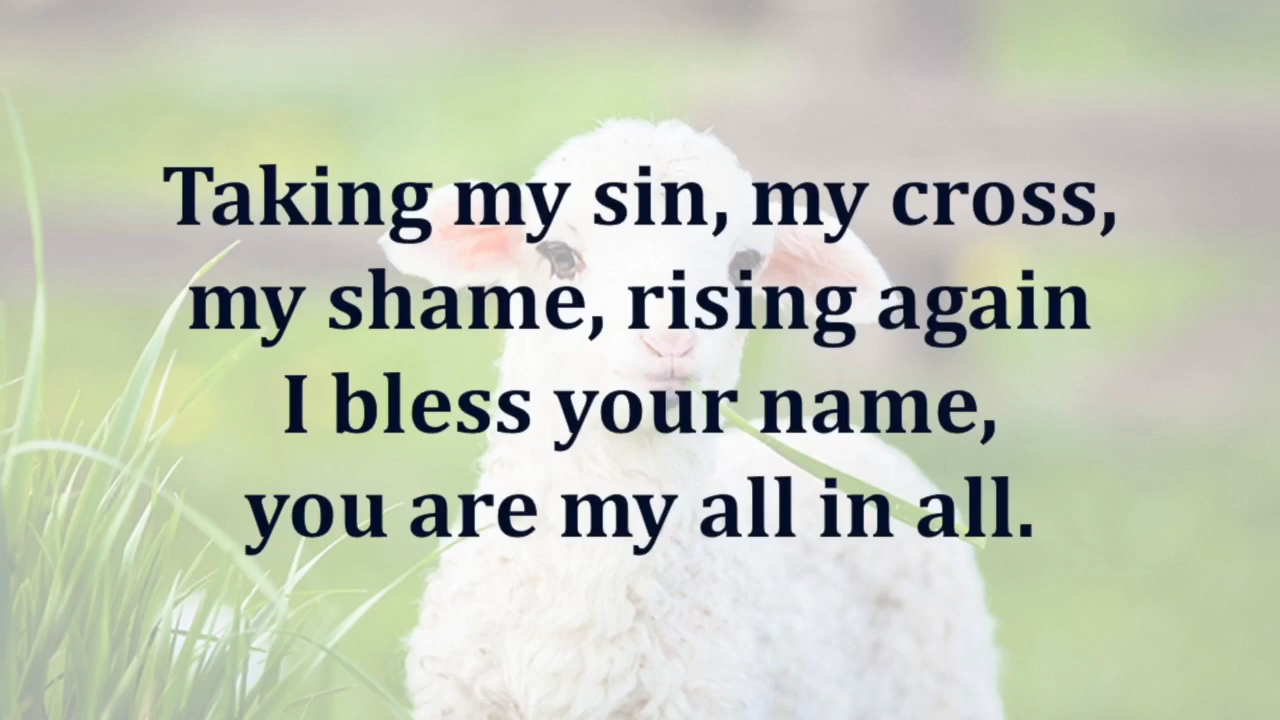 Taking my sin, my cross,
my shame, rising again
I bless your name,
you are my all in all.